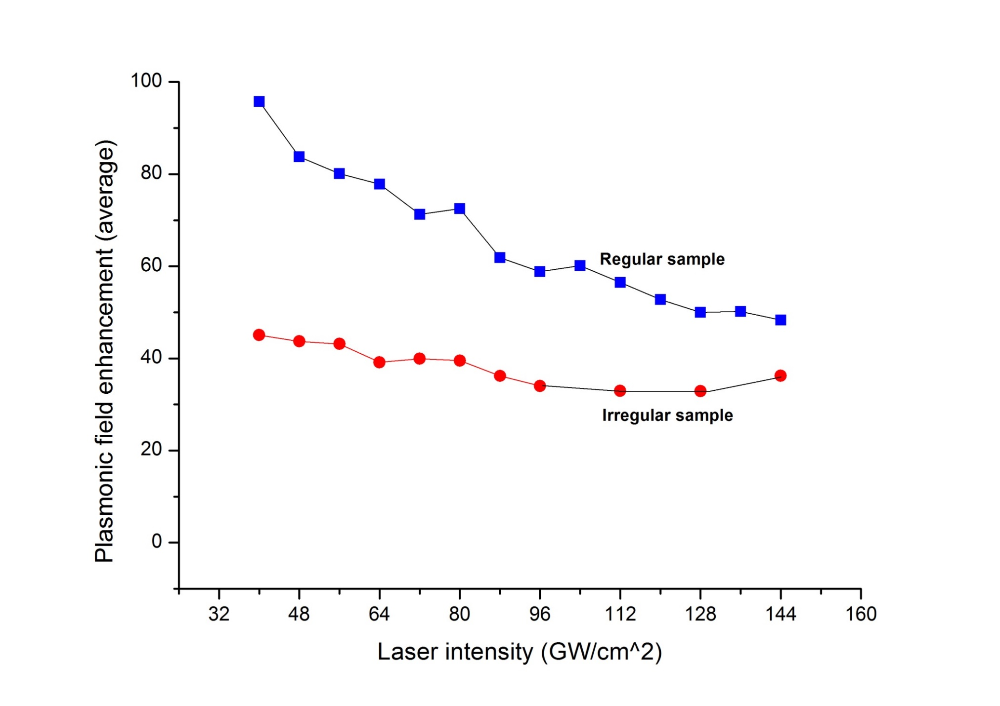 100
80
60
40
20
0
Plasmonic field enhancement (average)
Regular sample
Irregular sample
32 48 64 80 96 112 128 144 160
Laser intensity (GW/cm^2)